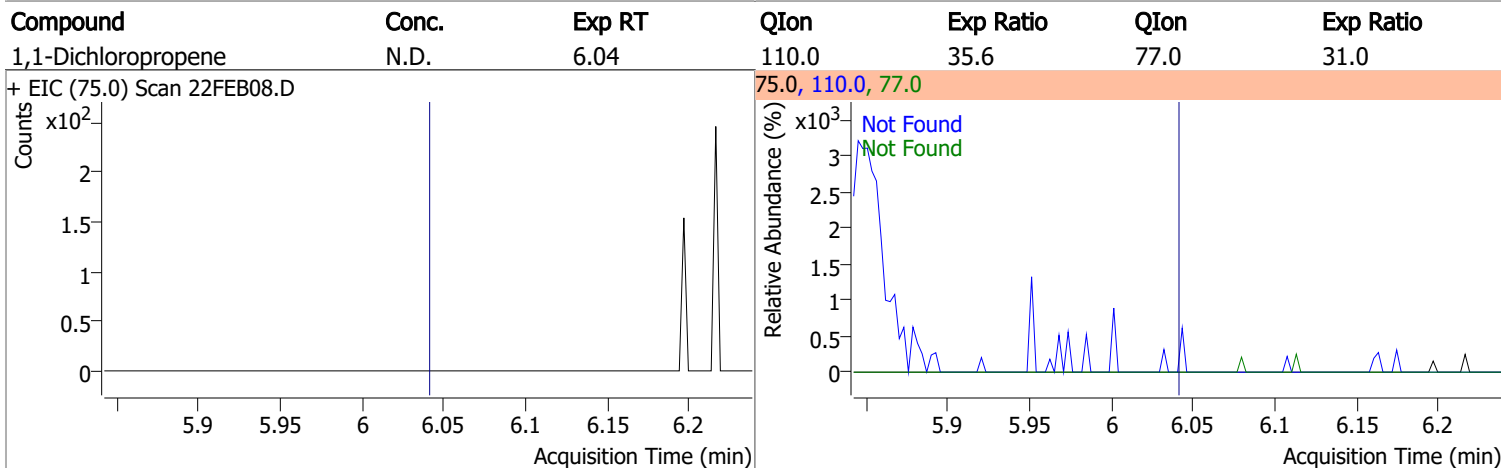 Compound Conc. Exp RT QIon Exp Ratio QIon Exp Ratio
1,1-Dichloropropene N.D. 6.04 110.0 35.6 77.0 31.0
+ EIC (75.0) Scan 22FEB08.D
Counts
x10²
2
1.5
1
0.5
0
5.9 5.95 6 6.05 6.1 6.15 6.2
Acquisition Time (min)
75.0, 110.0, 77.0
Relative Abundance (%)
x10³
Not Found
Not Found
3
2.5
2
1.5
1
0.5
0
5.9 5.95 6 6.05 6.1 6.15 6.2
Acquisition Time (min)